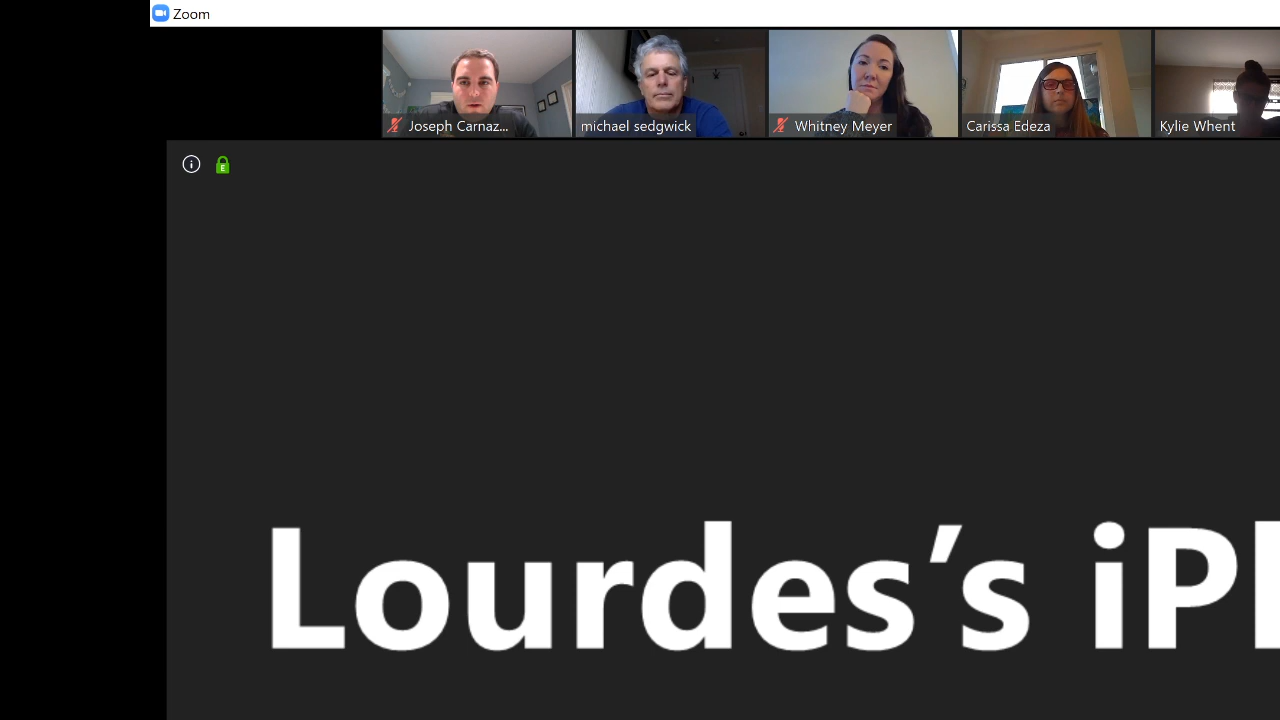 Zoom
Joseph Carnaz...
michael sedgwick
Whitney Meyer
Carissa Edeza
Kylie Whent
E
Lourdes’s iP